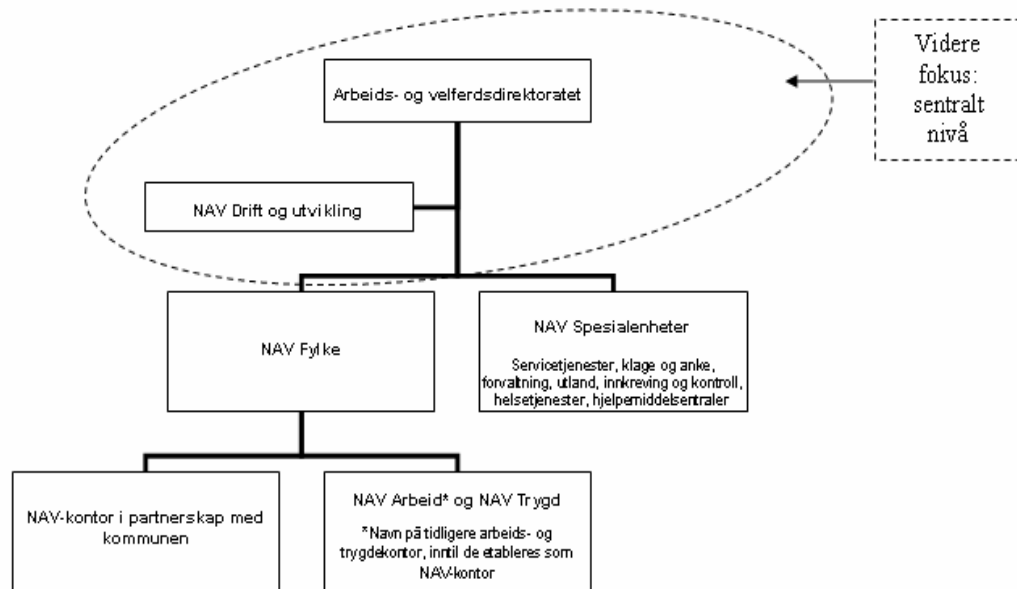 Arbeids- og velferdsdirektoratet
Videre
fokus:
sentralt
nivå
NAV Drift og utvikling
NAV Fylke
NAV Spesialenheter
Servicetjenester, klage og anke,
forvaltning, utland, innkreving og kontroll,
helsetjenester, hjelpemiddelsentraler
NAV-kontor i partnerskap med
kommunen
NAV Arbeid* og NAV Trygd
*Navn på tidligere arbeids- og
trygdekontor, inntil de etableres som
NAV-kontor